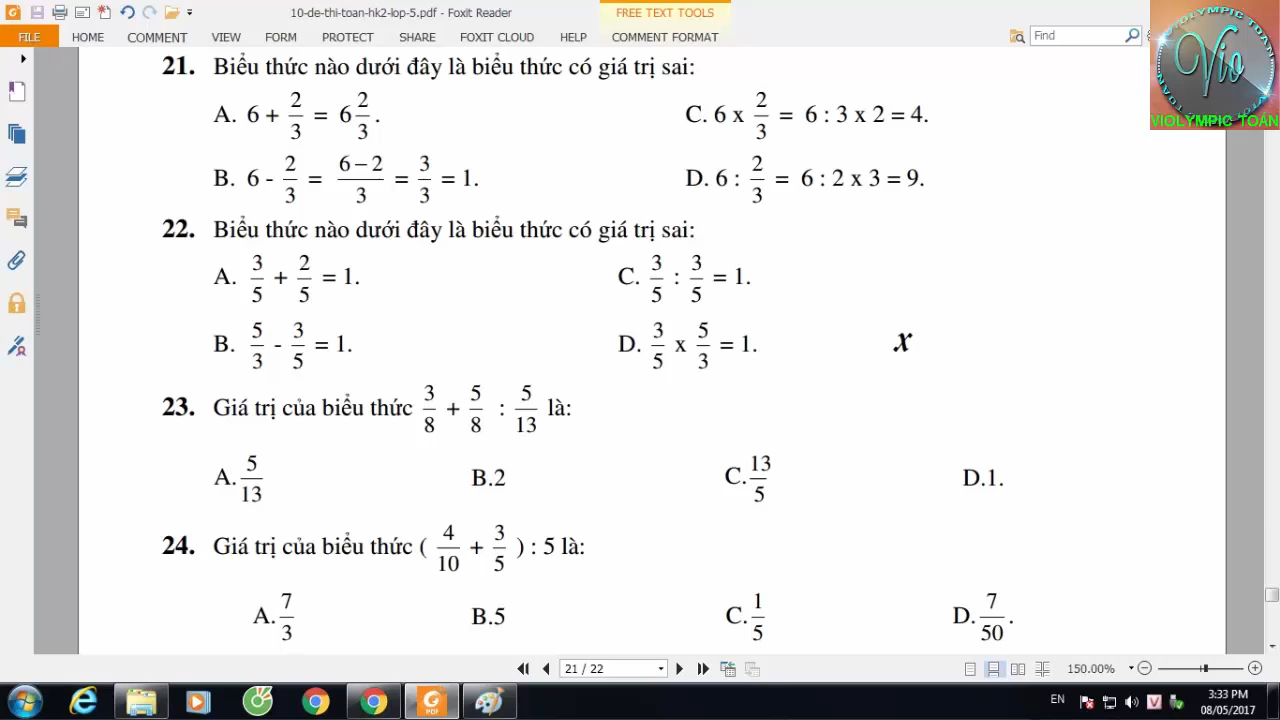 10-de-thi-toan-hk2-lop-5.pdf - Foxit Reader
FREE TEXT TOOLS
FILE HOME COMMENT VIEW FORM PROTECT SHARE FOXIT CLOUD HELP COMMENT FORMAT Find
VIOLYMPIC TOÁN
Vio
VIOLYMPIC TOÁN
21. Biểu thức nào dưới đây là biểu thức có giá trị sai:
A. 6 + 2/3 = 6 2/3 . C. 6 x 2/3 = 6 : 3 x 2 = 4.
B. 6 - 2/3 = (6 – 2)/3 = 3/3 = 1. D. 6 : 2/3 = 6 : 2 x 3 = 9.
22. Biểu thức nào dưới đây là biểu thức có giá trị sai:
A. 3/5 + 2/5 = 1. C. 3/5 : 3/5 = 1.
B. 5/3 - 3/5 = 1. D. 3/5 x 5/3 = 1. x
23. Giá trị của biểu thức 3/8 + 5/8 : 5/13 là:
A. 5/13 B.2 C. 13/5 D.1.
24. Giá trị của biểu thức ( 4/10 + 3/5 ) : 5 là:
A. 7/3 B.5 C. 1/5 D. 7/50 .
21 / 22 150.00%
EN 3:33 PM
08/05/2017